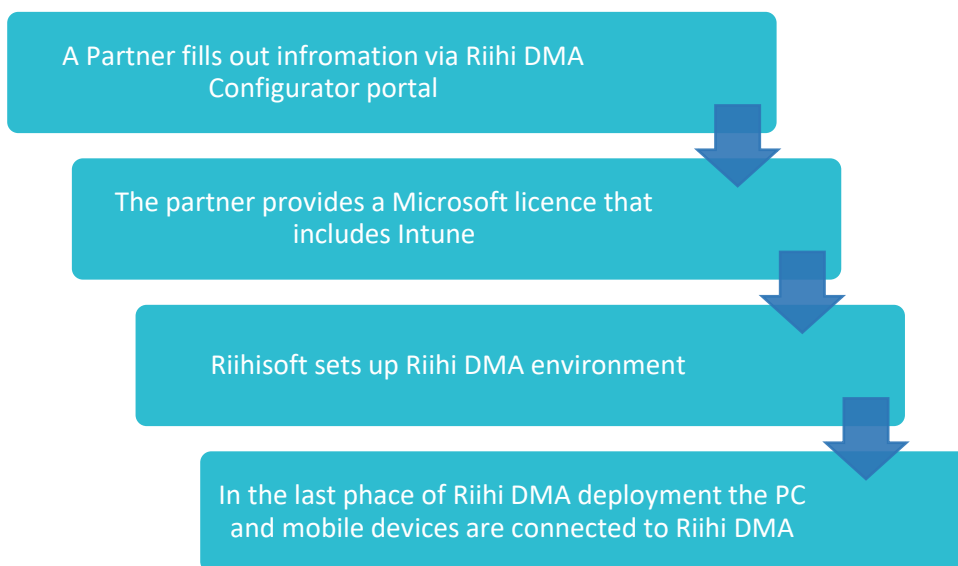 A Partner fills out infromation via Riihi DMA
Configurator portal
The partner provides a Microsoft licence that
includes Intune
Riihisoft sets up Riihi DMA environment
In the last phace of Riihi DMA deployment the PC
and mobile devices are connected to Riihi DMA